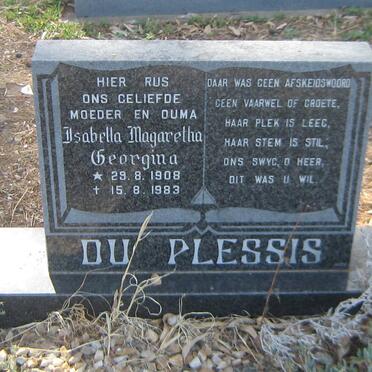 HIER RUS
ONS GELIEFDE
MOEDER EN OUMA
Isabella Magaretha
Georgina
★ 29.8.1908
✝ 15.8.1983
DAAR WAS GEEN AFSKEIDSWOORD
GEEN VAARWEL OF GROETE,
HAAR PLEK IS LEEG,
HAAR STEM IS STIL,
ONS SWYG, O HEER,
DIT WAS U WIL.
DU PLESSIS